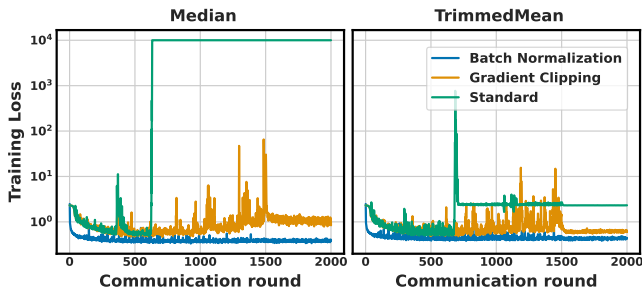 Median
TrimmedMean
Training Loss
10⁴
10³
10²
10¹
10⁰
Batch Normalization
Gradient Clipping
Standard
0 500 1000 1500 2000
0 500 1000 1500 2000
Communication round
Communication round